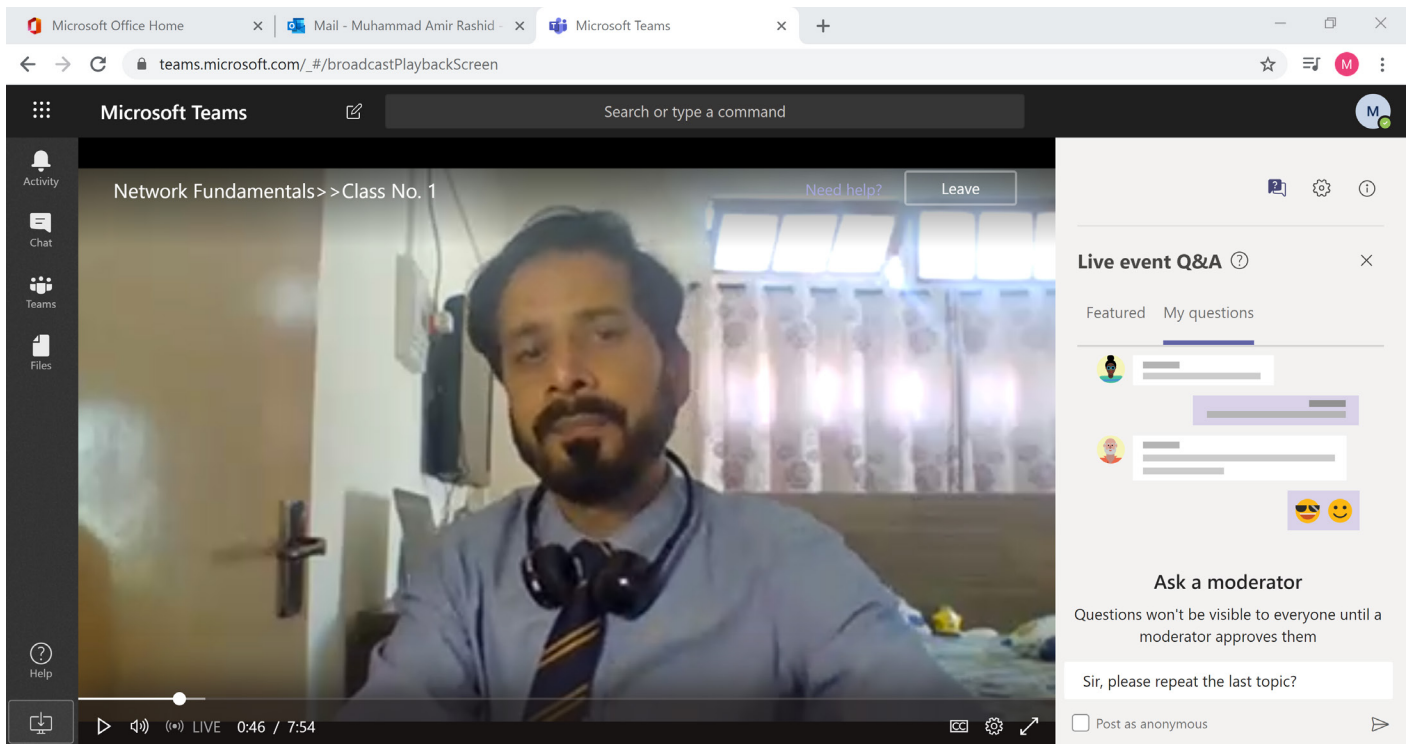 Microsoft Office Home
Mail - Muhammad Amir Rashid -
Microsoft Teams
teams.microsoft.com/_#/broadcastPlaybackScreen
M
Microsoft Teams
Search or type a command
M
Activity
Chat
Teams
Files
Help
Network Fundamentals>>Class No. 1
Need help?
Leave
LIVE 0:46 / 7:54
CC
Live event Q&A
Featured My questions
Ask a moderator
Questions won't be visible to everyone until a
moderator approves them
Sir, please repeat the last topic?
Post as anonymous